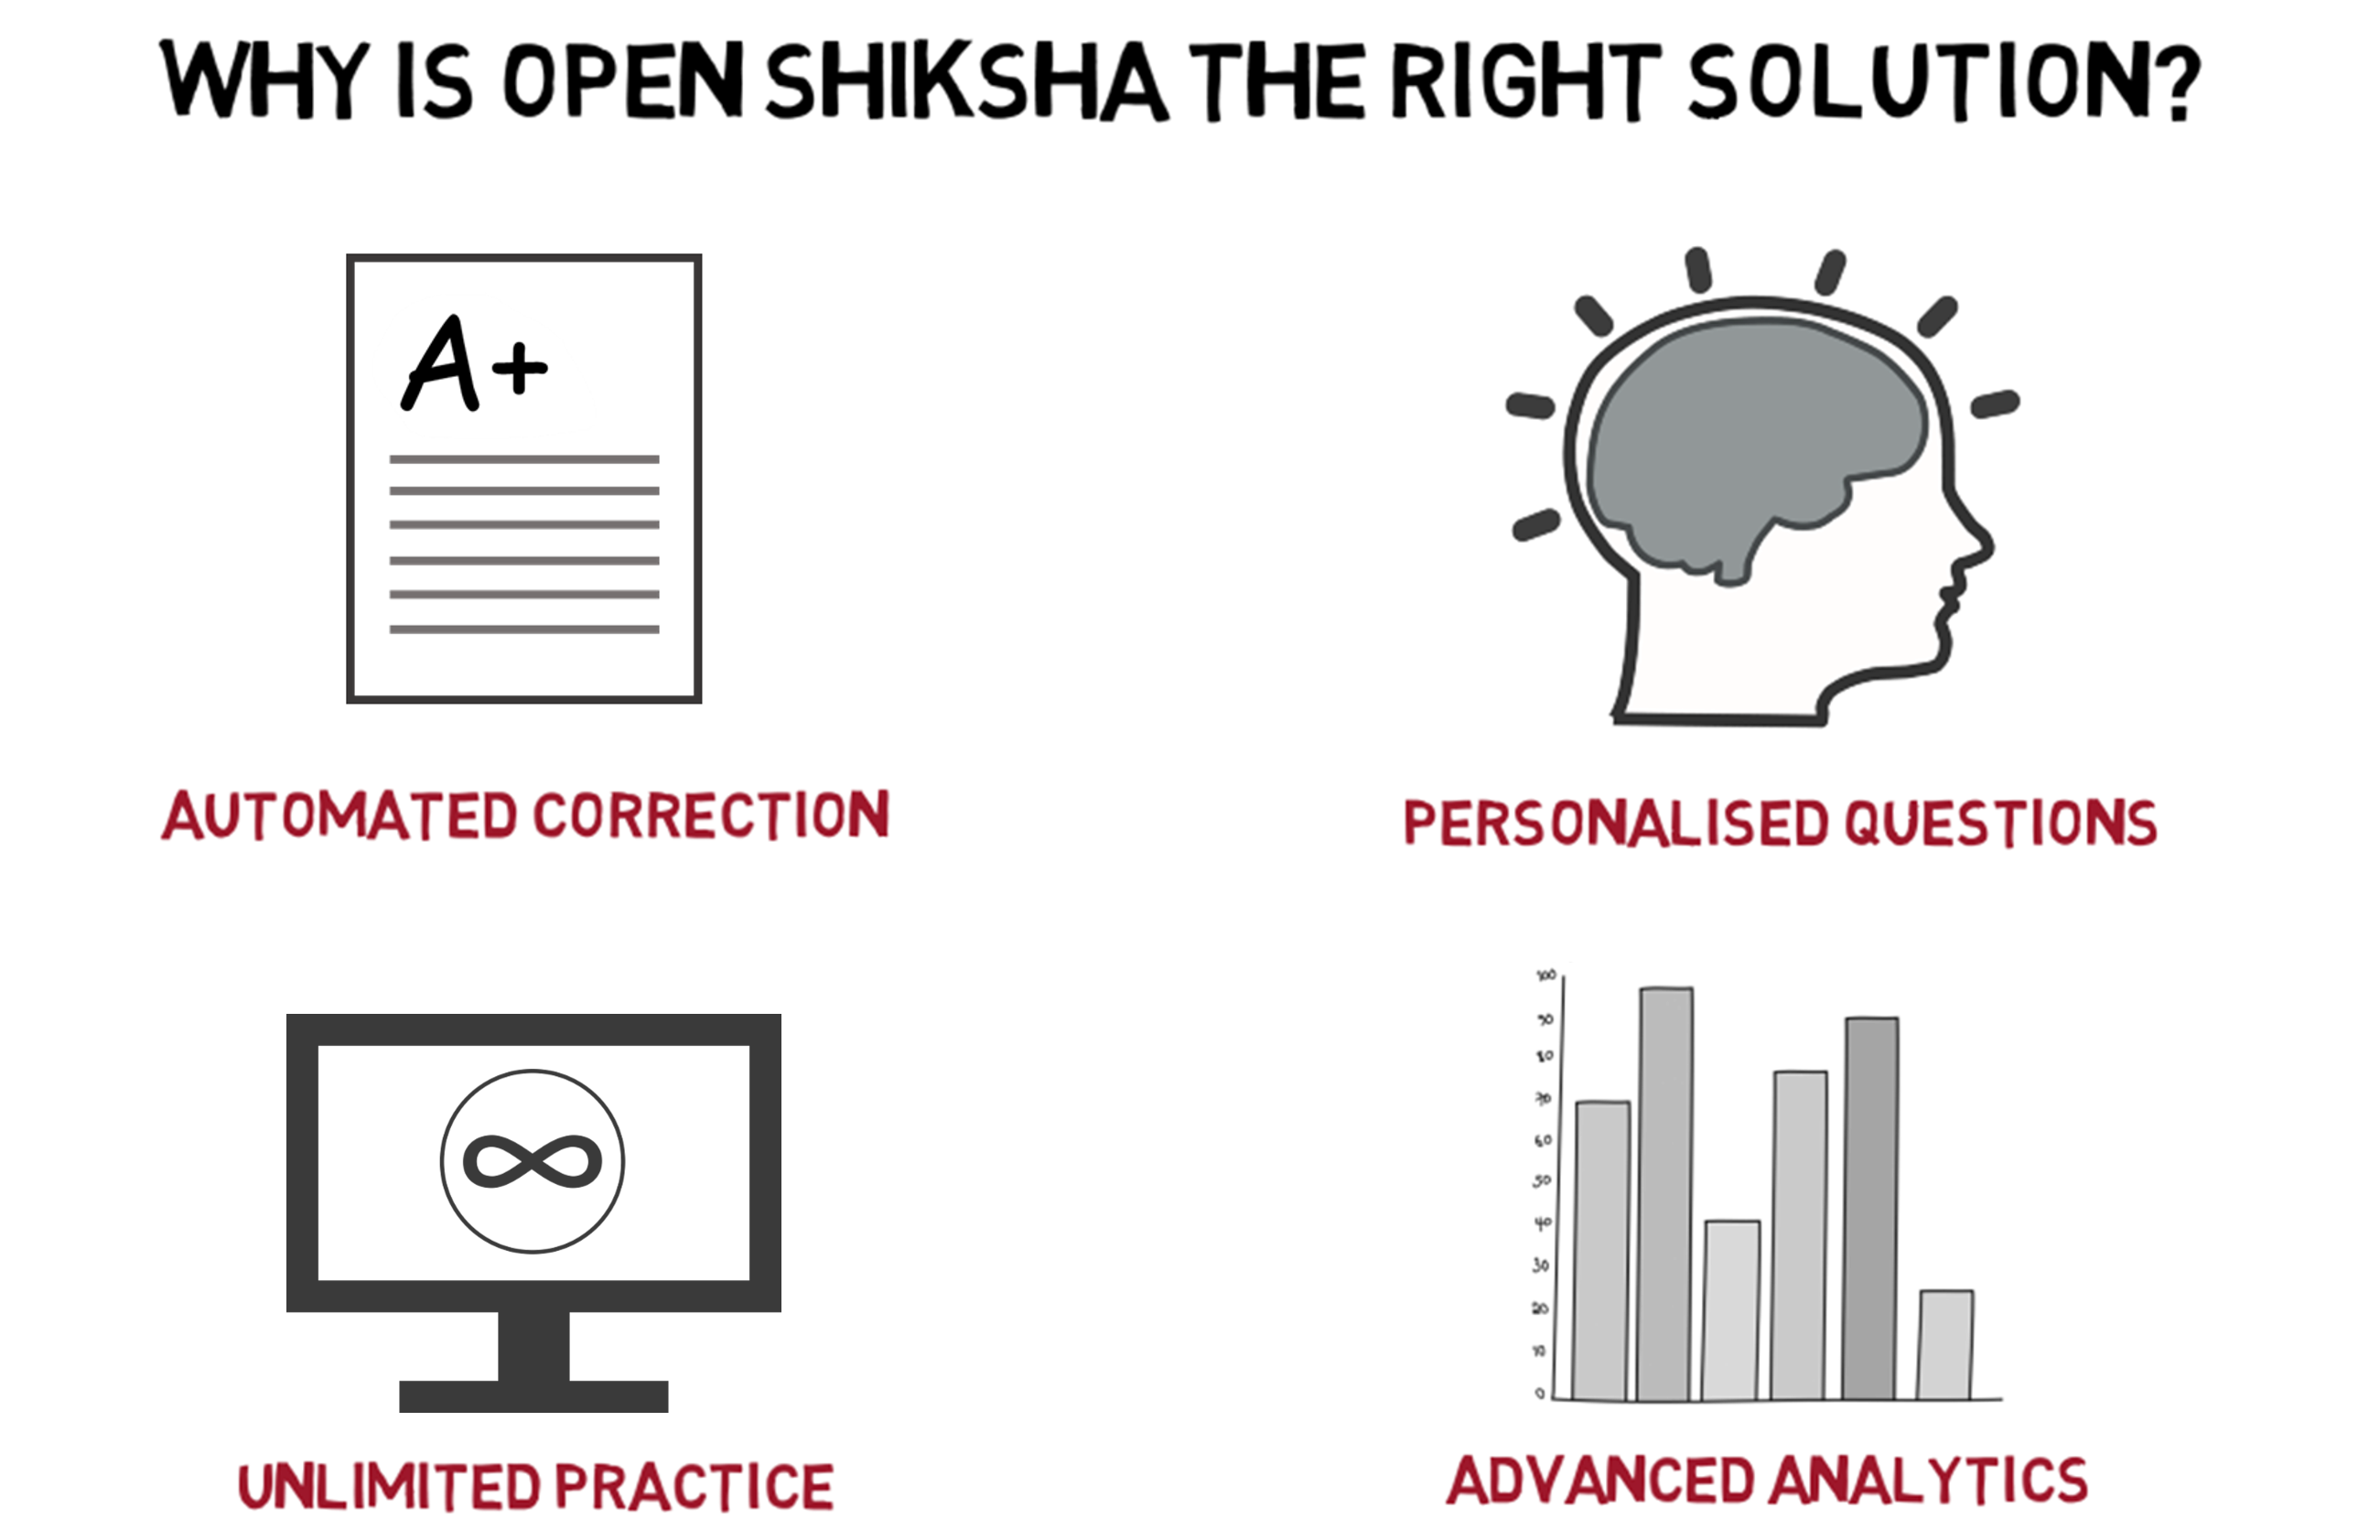 WHY IS OPEN SHIKSHA THE RIGHT SOLUTION?
A+
AUTOMATED CORRECTION
PERSONALISED QUESTIONS
UNLIMITED PRACTICE
100
90
80
70
60
50
40
30
20
10
0
ADVANCED ANALYTICS